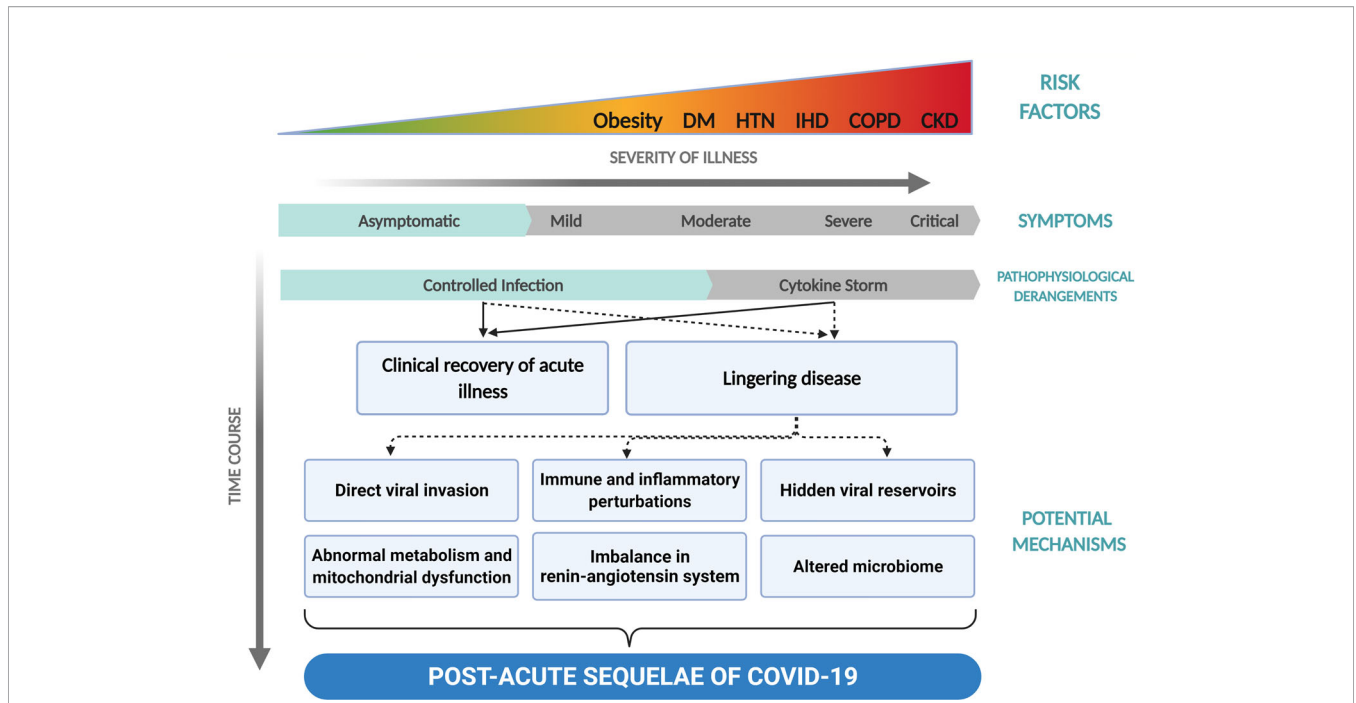 RISK
FACTORS
Obesity DM HTN IHD COPD CKD
SEVERITY OF ILLNESS
Asymptomatic Mild Moderate Severe Critical
SYMPTOMS
Controlled Infection Cytokine Storm
PATHOPHYSIOLOGICAL
DERANGEMENTS
Clinical recovery of acute
illness
Lingering disease
TIME COURSE
Direct viral invasion
Immune and inflammatory
perturbations
Hidden viral reservoirs
POTENTIAL
MECHANISMS
Abnormal metabolism and
mitochondrial dysfunction
Imbalance in
renin-angiotensin system
Altered microbiome
POST-ACUTE SEQUELAE OF COVID-19